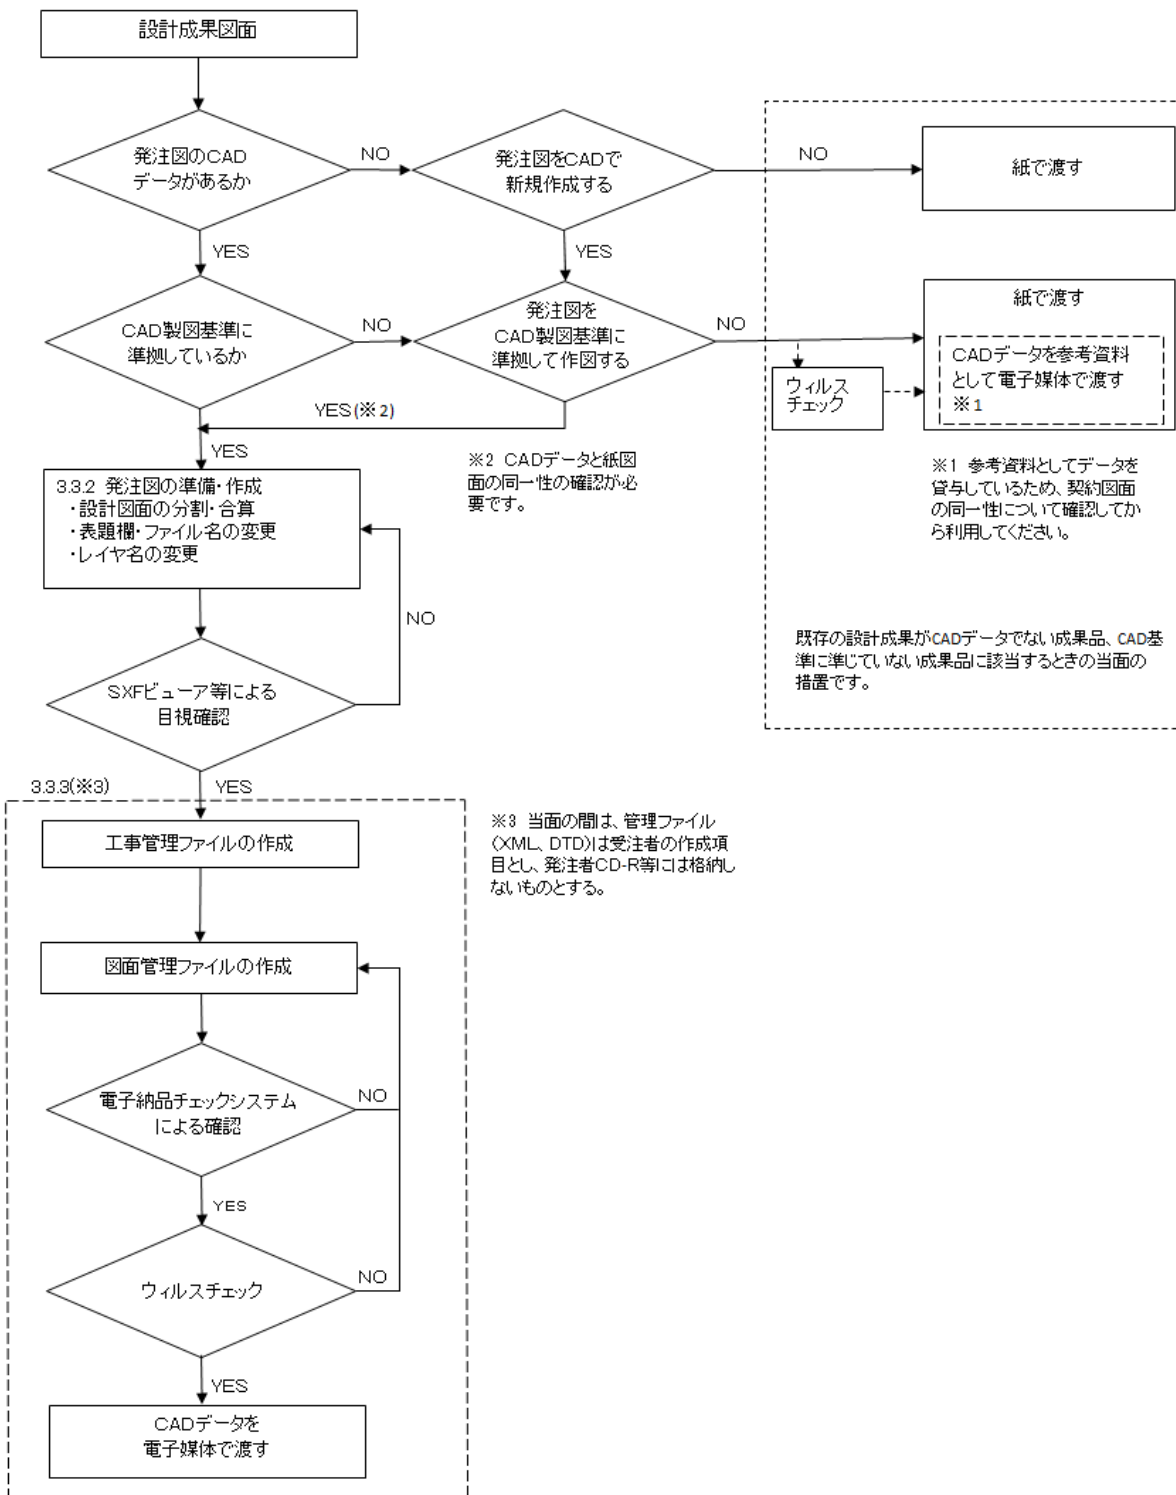 設計成果図面
発注図のCAD
データがあるか
NO
発注図をCADで
新規作成する
NO
紙で渡す
YES
YES
CAD製図基準に
準拠しているか
NO
発注図を
CAD製図基準に
準拠して作図する
NO
ウィルス
チェック
紙で渡す
CADデータを参考資料
として電子媒体で渡す
※1
YES(※2)
YES
※2 CADデータと紙図
面の同一性の確認が必
要です。
※1 参考資料としてデータを
貸与しているため、契約図面
の同一性について確認してか
ら利用してください。
3.3.2 発注図の準備・作成
・設計図面の分割・合算
・表題欄・ファイル名の変更
・レイヤ名の変更
NO
既存の設計成果がCADデータでない成果品、CAD基
準に準じていない成果品に該当するときの当面の
措置です。
SXFビューア等による
目視確認
3.3.3(※3)
YES
工事管理ファイルの作成
※3 当面の間は、管理ファイル
(XML、DTD)は受注者の作成項
目とし、発注者CD-R等には格納し
ないものとする。
図面管理ファイルの作成
電子納品チェックシステム
による確認
NO
YES
ウィルスチェック
NO
YES
CADデータを
電子媒体で渡す